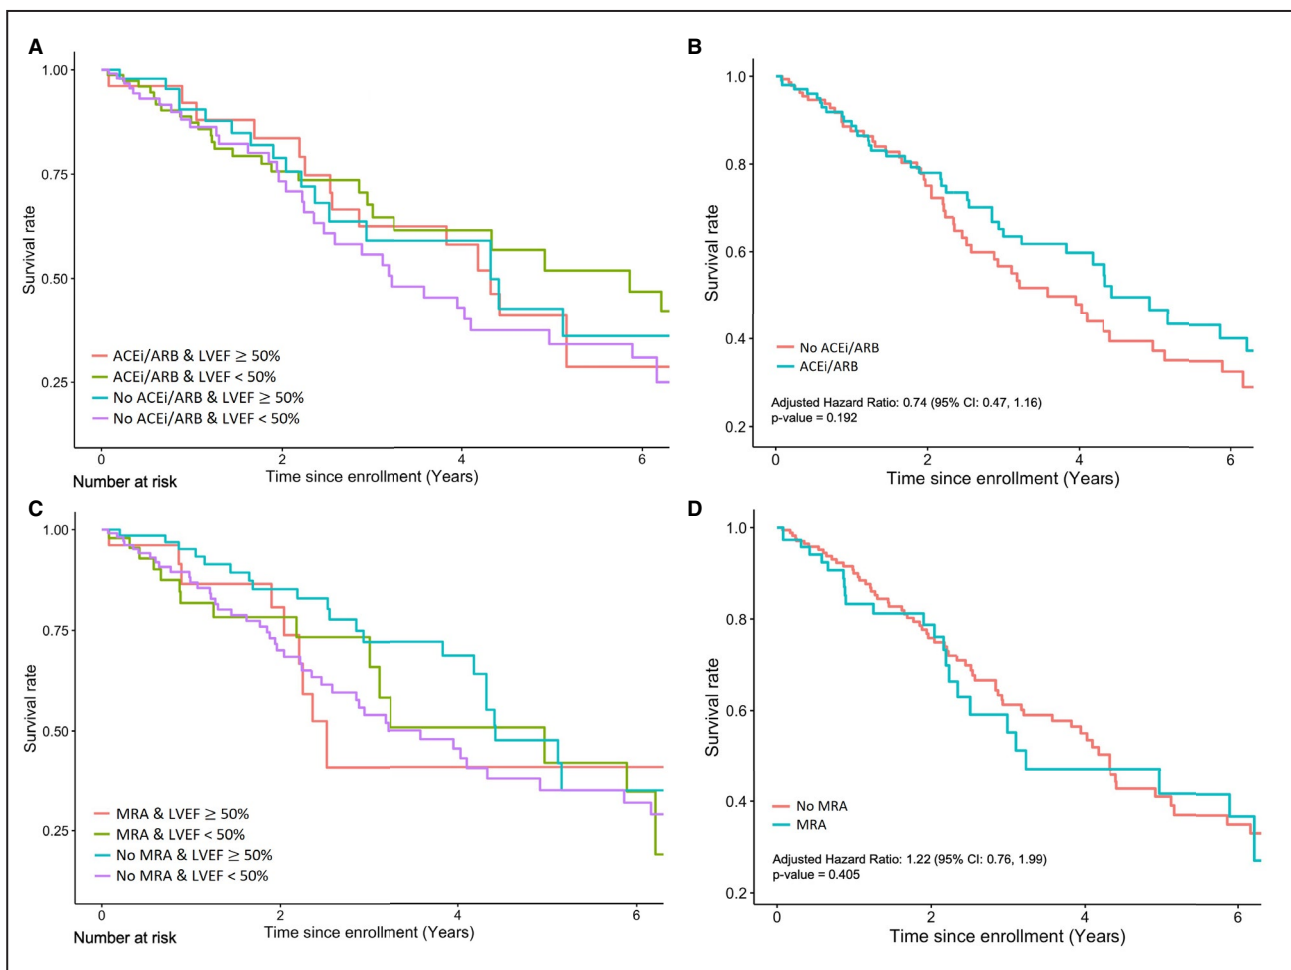 A
Survival rate
1.00
0.75
0.50
0.25
ACEi/ARB & LVEF ≥ 50%
ACEi/ARB & LVEF < 50%
No ACEi/ARB & LVEF ≥ 50%
No ACEi/ARB & LVEF < 50%
0 2 4 6
Time since enrollment (Years)
Number at risk
B
Survival rate
1.0
0.8
0.6
0.4
0.2
No ACEi/ARB
ACEi/ARB
Adjusted Hazard Ratio: 0.74 (95% CI: 0.47, 1.16)
p-value = 0.192
0 2 4 6
Time since enrollment (Years)
C
Survival rate
1.00
0.75
0.50
0.25
MRA & LVEF ≥ 50%
MRA & LVEF < 50%
No MRA & LVEF ≥ 50%
No MRA & LVEF < 50%
0 2 4 6
Time since enrollment (Years)
Number at risk
D
Survival rate
1.0
0.8
0.6
0.4
0.2
No MRA
MRA
Adjusted Hazard Ratio: 1.22 (95% CI: 0.76, 1.99)
p-value = 0.405
0 2 4 6
Time since enrollment (Years)